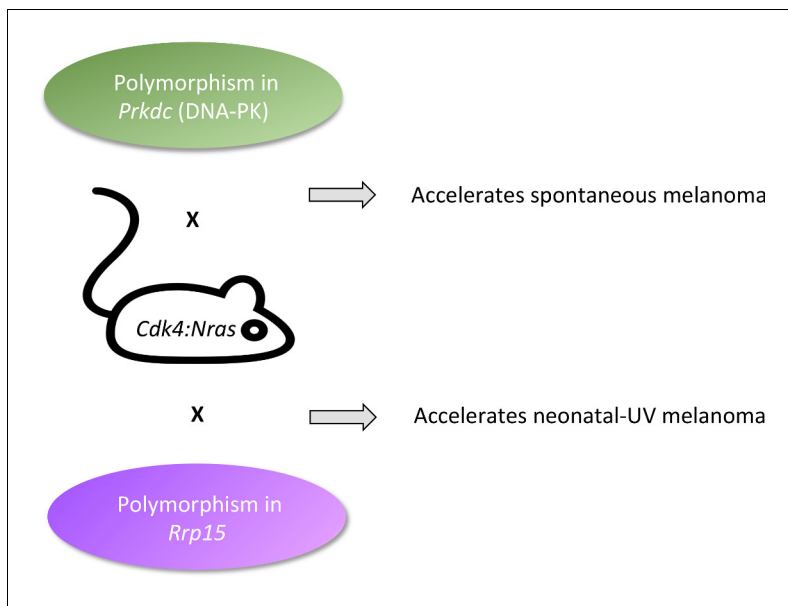 Polymorphism in
Prkdc (DNA-PK)
X
Accelerates spontaneous melanoma
Cdk4:Nras
X
Accelerates neonatal-UV melanoma
Polymorphism in
Rrp15